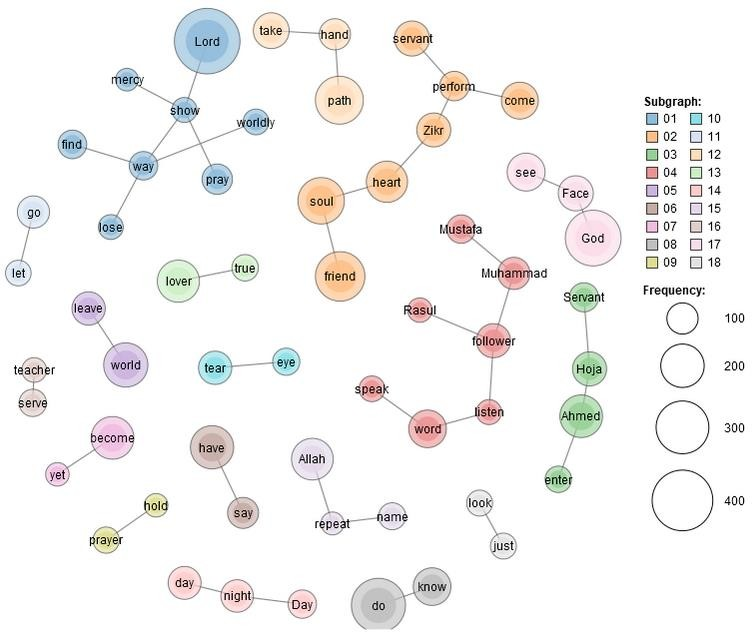 Lord
take
hand
path
servant
perform
come
Zikr
heart
soul
friend
mercy
show
worldly
find
way
pray
lose
go
let
lover
true
see
Face
God
Mustafa
Muhammad
Rasul
follower
speak
word
listen
Servant
Hoja
Ahmed
enter
leave
world
tear
eye
teacher
serve
become
yet
have
say
Allah
repeat
name
hold
prayer
look
just
day
night
Day
do
know
Subgraph:
01 10
02 11
03 12
04 13
05 14
06 15
07 16
08 17
09 18
Frequency:
100
200
300
400